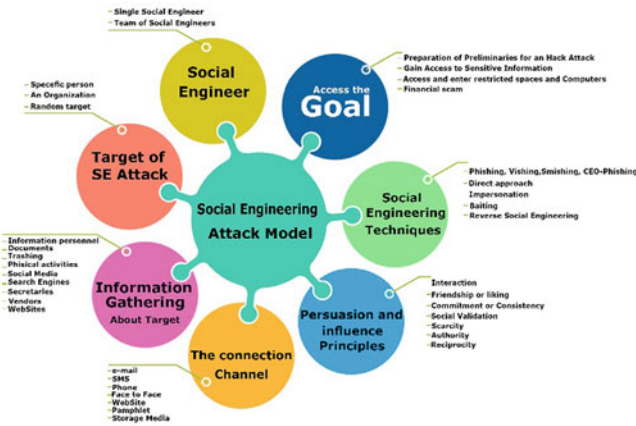 Single Social Engineer
Team of Social Engineers
Social
Engineer
Access the
Goal
Preparation of Preliminaries for an Hack Attack
Gain Access to Sensitive Information
Access and enter restricted spaces and Computers
Financial scam
Specefic person
An Organization
Random target
Target of
SE Attack
Social Engineering
Attack Model
Social
Engineering
Techniques
Phishing, Vishing,Smishing, CEO-Phishing
Direct approach
Impersonation
Baiting
Reverse Social Engineering
Information personnel
Documents
Trashing
Phisical activities
Social Media
Search Engines
Secretaries
Vendors
WebSites
Information
Gathering
About Target
Persuasion and
influence
Principles
Interaction
Friendship or liking
Commitment or Consistency
Social Validation
Scarcity
Authority
Reciprocity
The connection
Channel
e-mail
SMS
Phone
Face to Face
WebSite
Pamphlet
Storage Media